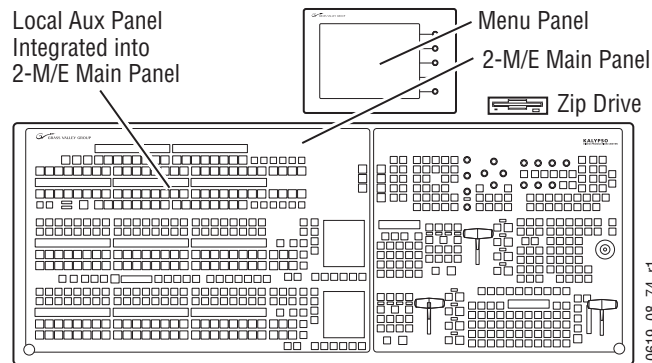 Local Aux Panel
Integrated into
2-M/E Main Panel
Menu Panel
2-M/E Main Panel
Zip Drive
GRASS VALLEY GROUP
KALYPSO
9619_08_74_r1